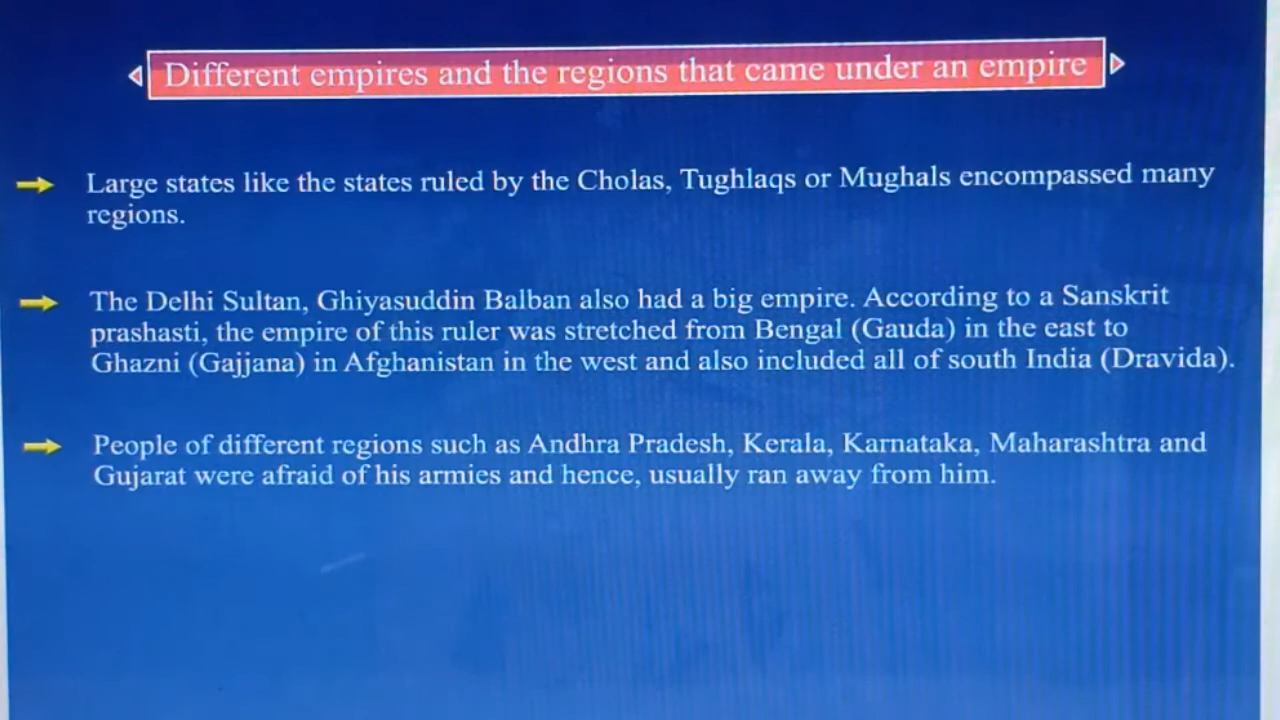 Different empires and the regions that came under an empire
Large states like the states ruled by the Cholas, Tughlaqs or Mughals encompassed many
regions.
The Delhi Sultan, Ghiyasuddin Balban also had a big empire. According to a Sanskrit
prashasti, the empire of this ruler was stretched from Bengal (Gauda) in the east to
Ghazni (Gajjana) in Afghanistan in the west and also included all of south India (Dravida).
People of different regions such as Andhra Pradesh, Kerala, Karnataka, Maharashtra and
Gujarat were afraid of his armies and hence, usually ran away from him.